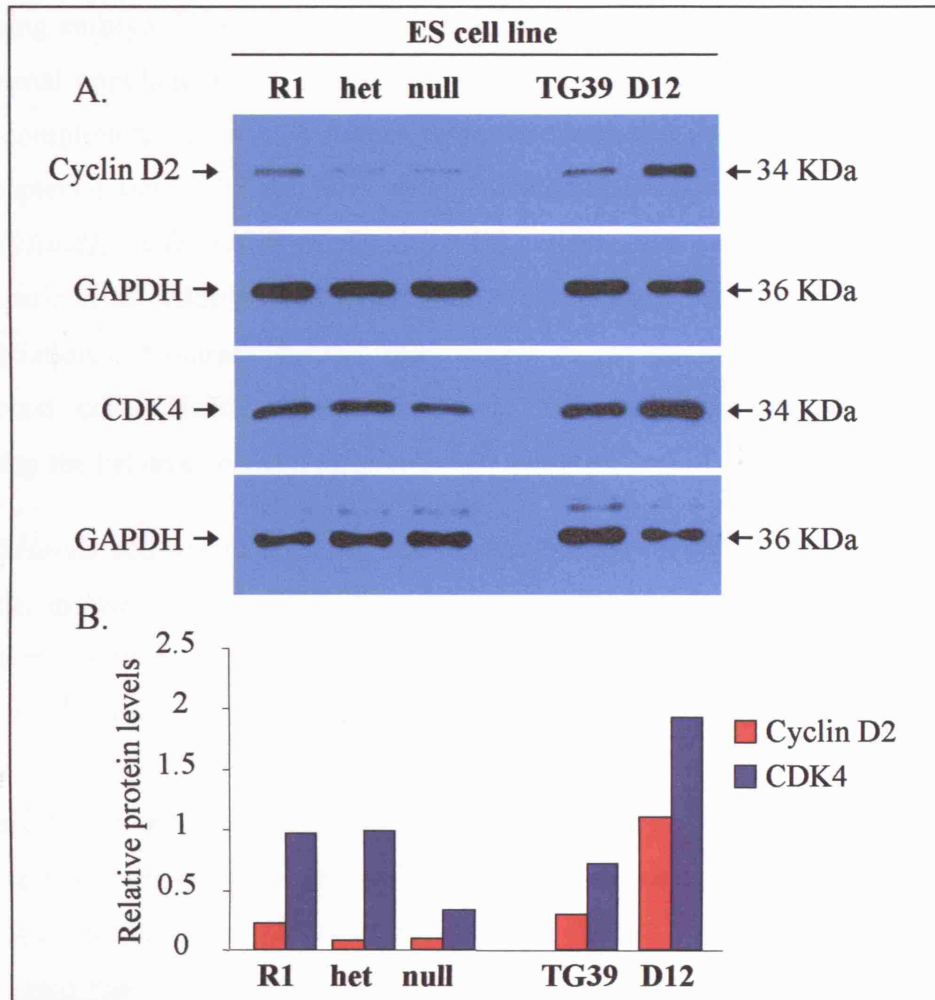 ES cell line
R1 het null TG39 D12
A.
Cyclin D2 → ← 34 KDa
GAPDH → ← 36 KDa
CDK4 → ← 34 KDa
GAPDH → ← 36 KDa
B.
Relative protein levels
2.5
2
1.5
1
0.5
0
Cyclin D2
CDK4
R1 het null TG39 D12